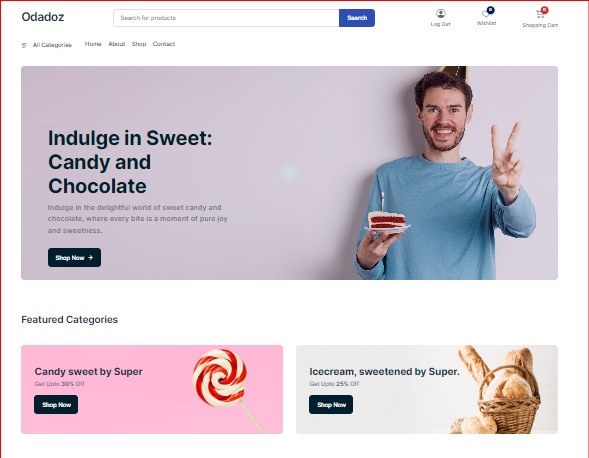 Odadoz
Search for products
Search
Log Out
0
Wishlist
0
Shopping Cart
All Categories
Home
About
Shop
Contact
Indulge in Sweet:
Candy and
Chocolate
Indulge in the delightful world of sweet candy and
chocolate, where every bite is a moment of pure joy
and sweetness.
Shop Now →
Featured Categories
Candy sweet by Super
Get Upto 30% Off
Shop Now
Icecream, sweetened by Super.
Get Upto 25% Off
Shop Now